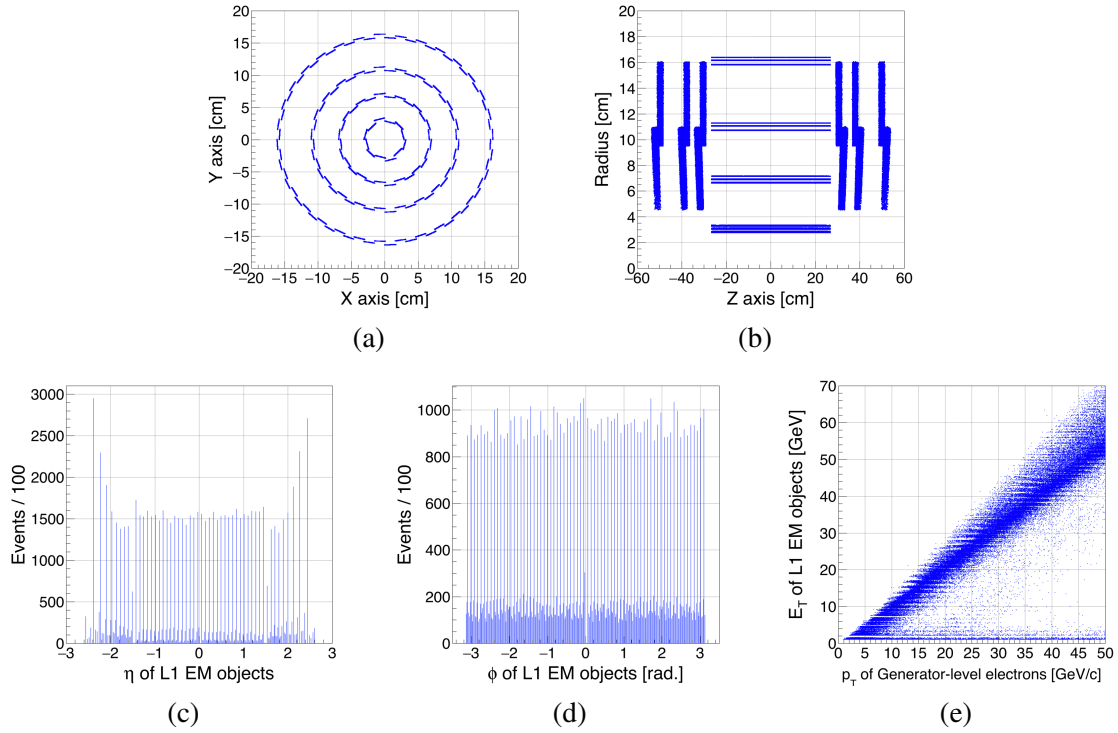 20
15
10
5
0
−5
−10
−15
−20
Y axis [cm]
−20 −15 −10 −5 0 5 10 15 20
X axis [cm]
(a)
20
18
16
14
12
10
8
6
4
2
0
Radius [cm]
−60 −40 −20 0 20 40 60
Z axis [cm]
(b)
3000
2500
2000
1500
1000
500
0
Events / 100
−3 −2 −1 0 1 2 3
η of L1 EM objects
(c)
1000
800
600
400
200
0
Events / 100
−3 −2 −1 0 1 2 3
ϕ of L1 EM objects [rad.]
(d)
70
60
50
40
30
20
10
0
E_T of L1 EM objects [GeV]
0 5 10 15 20 25 30 35 40 45 50
p_T of Generator-level electrons [GeV/c]
(e)